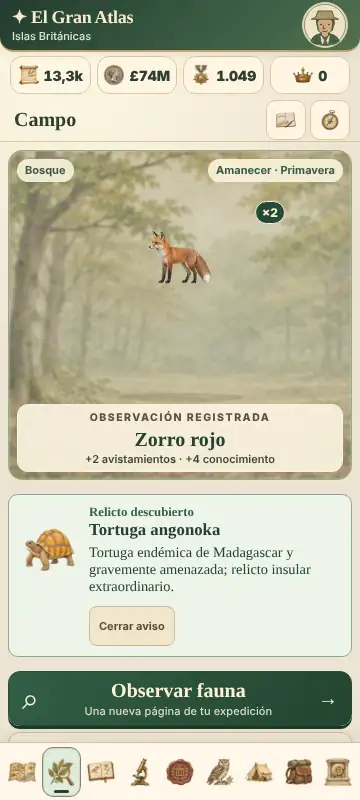 ✦ El Gran Atlas
Islas Británicas
13,3k
£74M
1.049
0
Campo
Bosque
Amanecer · Primavera
×2
OBSERVACIÓN REGISTRADA
Zorro rojo
+2 avistamientos · +4 conocimiento
Relicto descubierto
Tortuga angonoka
Tortuga endémica de Madagascar y
gravemente amenazada; relicto insular
extraordinario.
Cerrar aviso
Observar fauna
Una nueva página de tu expedición
→